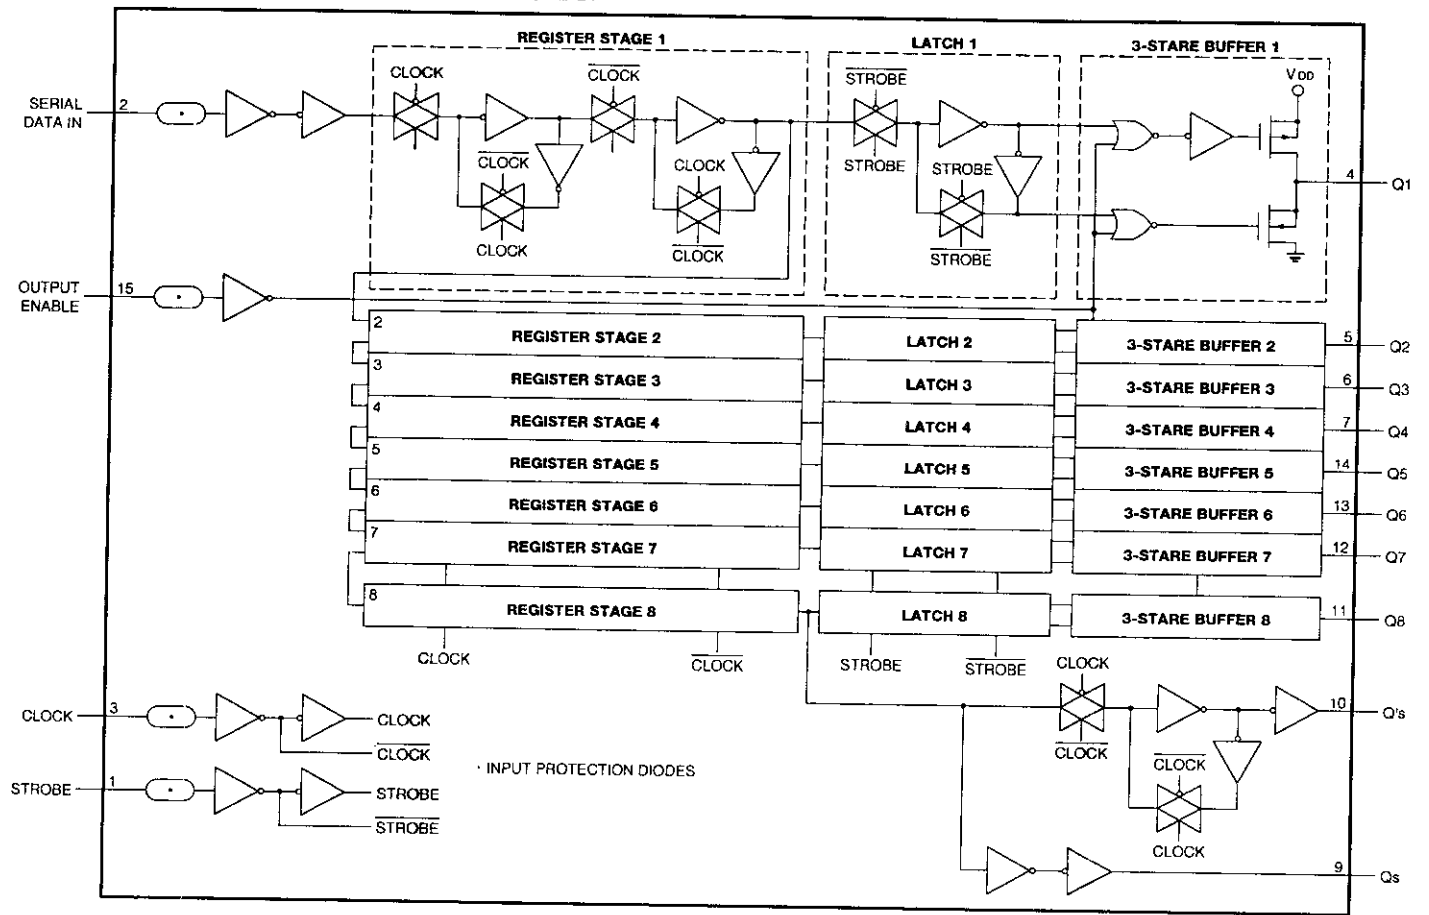 REGISTER STAGE 1
LATCH 1
3-STARE BUFFER 1
CLOCK
CLOCK
STROBE
VDD
SERIAL
DATA IN
2
CLOCK
CLOCK
STROBE
STROBE
4
Q1
CLOCK
CLOCK
STROBE
OUTPUT
ENABLE
15
2
REGISTER STAGE 2
LATCH 2
3-STARE BUFFER 2
5
Q2
3
REGISTER STAGE 3
LATCH 3
3-STARE BUFFER 3
6
Q3
4
REGISTER STAGE 4
LATCH 4
3-STARE BUFFER 4
7
Q4
5
REGISTER STAGE 5
LATCH 5
3-STARE BUFFER 5
14
Q5
6
REGISTER STAGE 6
LATCH 6
3-STARE BUFFER 6
13
Q6
7
REGISTER STAGE 7
LATCH 7
3-STARE BUFFER 7
12
Q7
8
REGISTER STAGE 8
LATCH 8
3-STARE BUFFER 8
11
Q8
CLOCK
CLOCK
STROBE
STROBE
CLOCK
CLOCK
10
Q's
CLOCK
3
CLOCK
CLOCK
· INPUT PROTECTION DIODES
CLOCK
CLOCK
STROBE
1
STROBE
STROBE
9
Qs